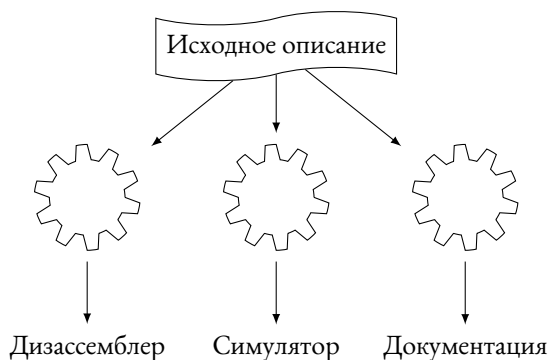 Исходное описание
Дизассемблер Симулятор Документация